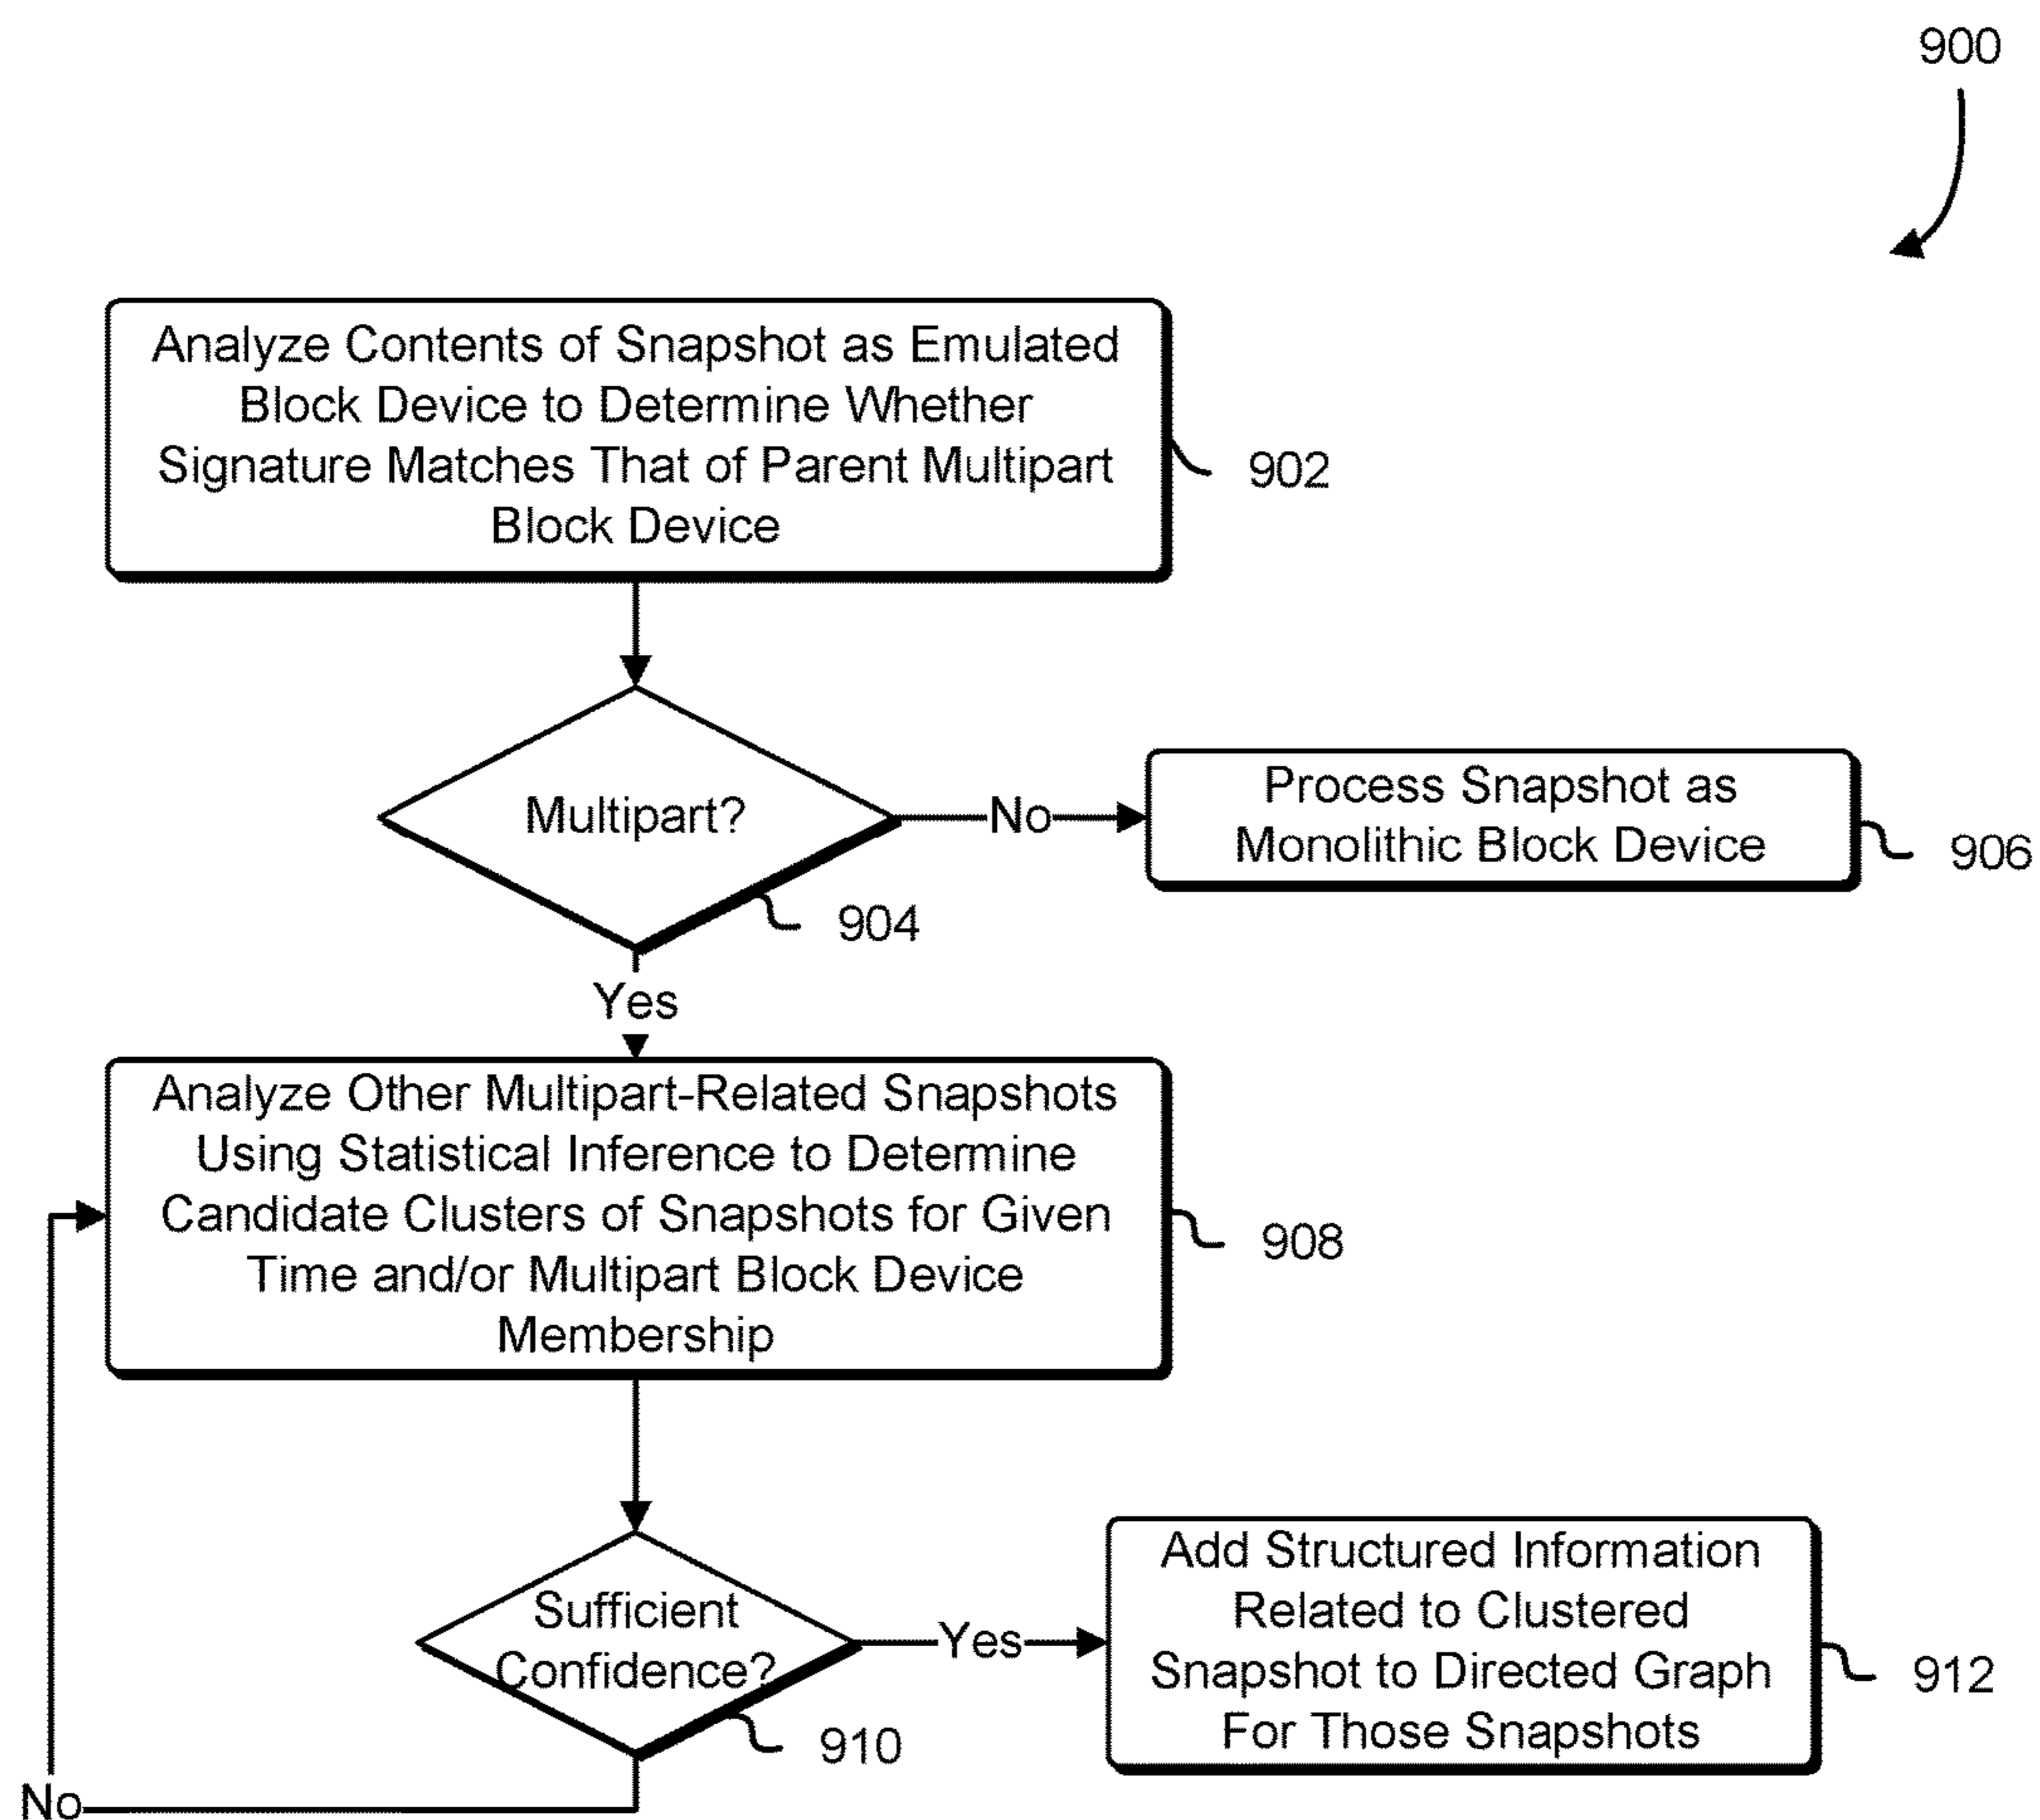 900
Analyze Contents of Snapshot as Emulated
Block Device to Determine Whether
Signature Matches That of Parent Multipart
Block Device
902
Multipart?
No
Process Snapshot as
Monolithic Block Device
906
904
Yes
Analyze Other Multipart-Related Snapshots
Using Statistical Inference to Determine
Candidate Clusters of Snapshots for Given
Time and/or Multipart Block Device
Membership
908
Sufficient
Confidence?
Yes
Add Structured Information
Related to Clustered
Snapshot to Directed Graph
For Those Snapshots
912
910
No